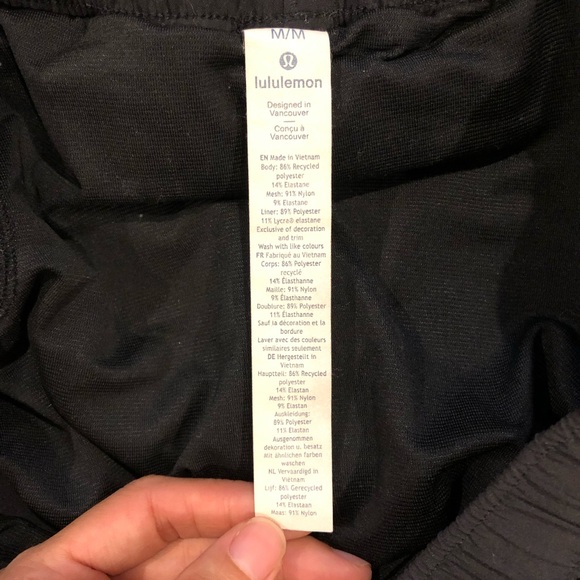 M/M
lululemon
Designed in
Vancouver
—
Conçu à
Vancouver
EN Made in Vietnam
Body: 86% Recycled
polyester
14% Elastane
Mesh: 91% Nylon
9% Elastane
Liner: 89% Polyester
11% Lycra® elastane
Exclusive of decoration
and trim
Wash with like colours
FR Fabriqué au Vietnam
Corps: 86% Polyester
recyclé
14% Élasthanne
Maille: 91% Nylon
9% Élasthanne
Doublure: 89% Polyester
11% Élasthanne
Sauf la décoration et la
bordure
Laver avec des couleurs
similaires seulement
DE Hergestellt in
Vietnam
Hauptteil: 86% Recycled
polyester
14% Elastan
Mesh: 91% Nylon
9% Elastan
Auskleidung:
89% Polyester
11% Elastan
Ausgenommen
dekoration u. besatz
Mit ähnlichen farben
waschen
NL Vervaardigd in
Vietnam
Lijf: 86% Gerecycled
polyester
14% Elastaan
Maas: 91% Nylon